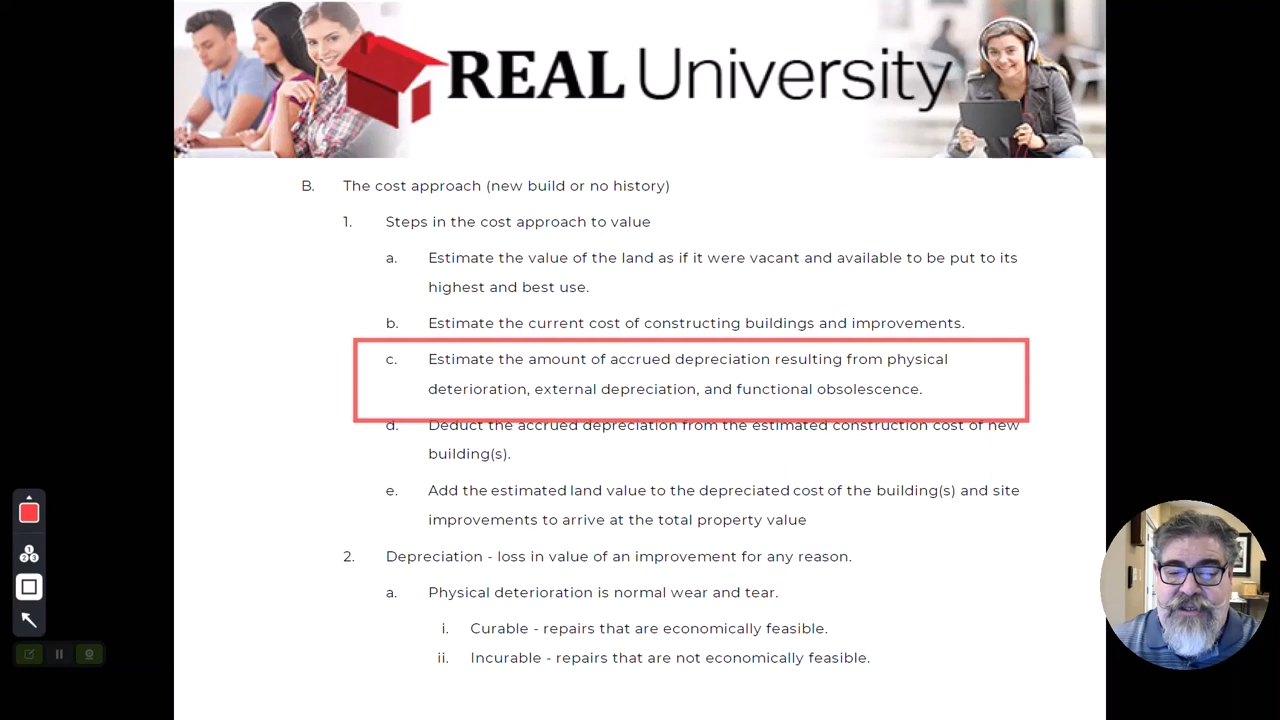 REAL University
B. The cost approach (new build or no history)
1. Steps in the cost approach to value
a. Estimate the value of the land as if it were vacant and available to be put to its
highest and best use.
b. Estimate the current cost of constructing buildings and improvements.
c. Estimate the amount of accrued depreciation resulting from physical
deterioration, external depreciation, and functional obsolescence.
d. Deduct the accrued depreciation from the estimated construction cost of new
building(s).
e. Add the estimated land value to the depreciated cost of the building(s) and site
improvements to arrive at the total property value
2. Depreciation - loss in value of an improvement for any reason.
a. Physical deterioration is normal wear and tear.
i. Curable - repairs that are economically feasible.
ii. Incurable - repairs that are not economically feasible.